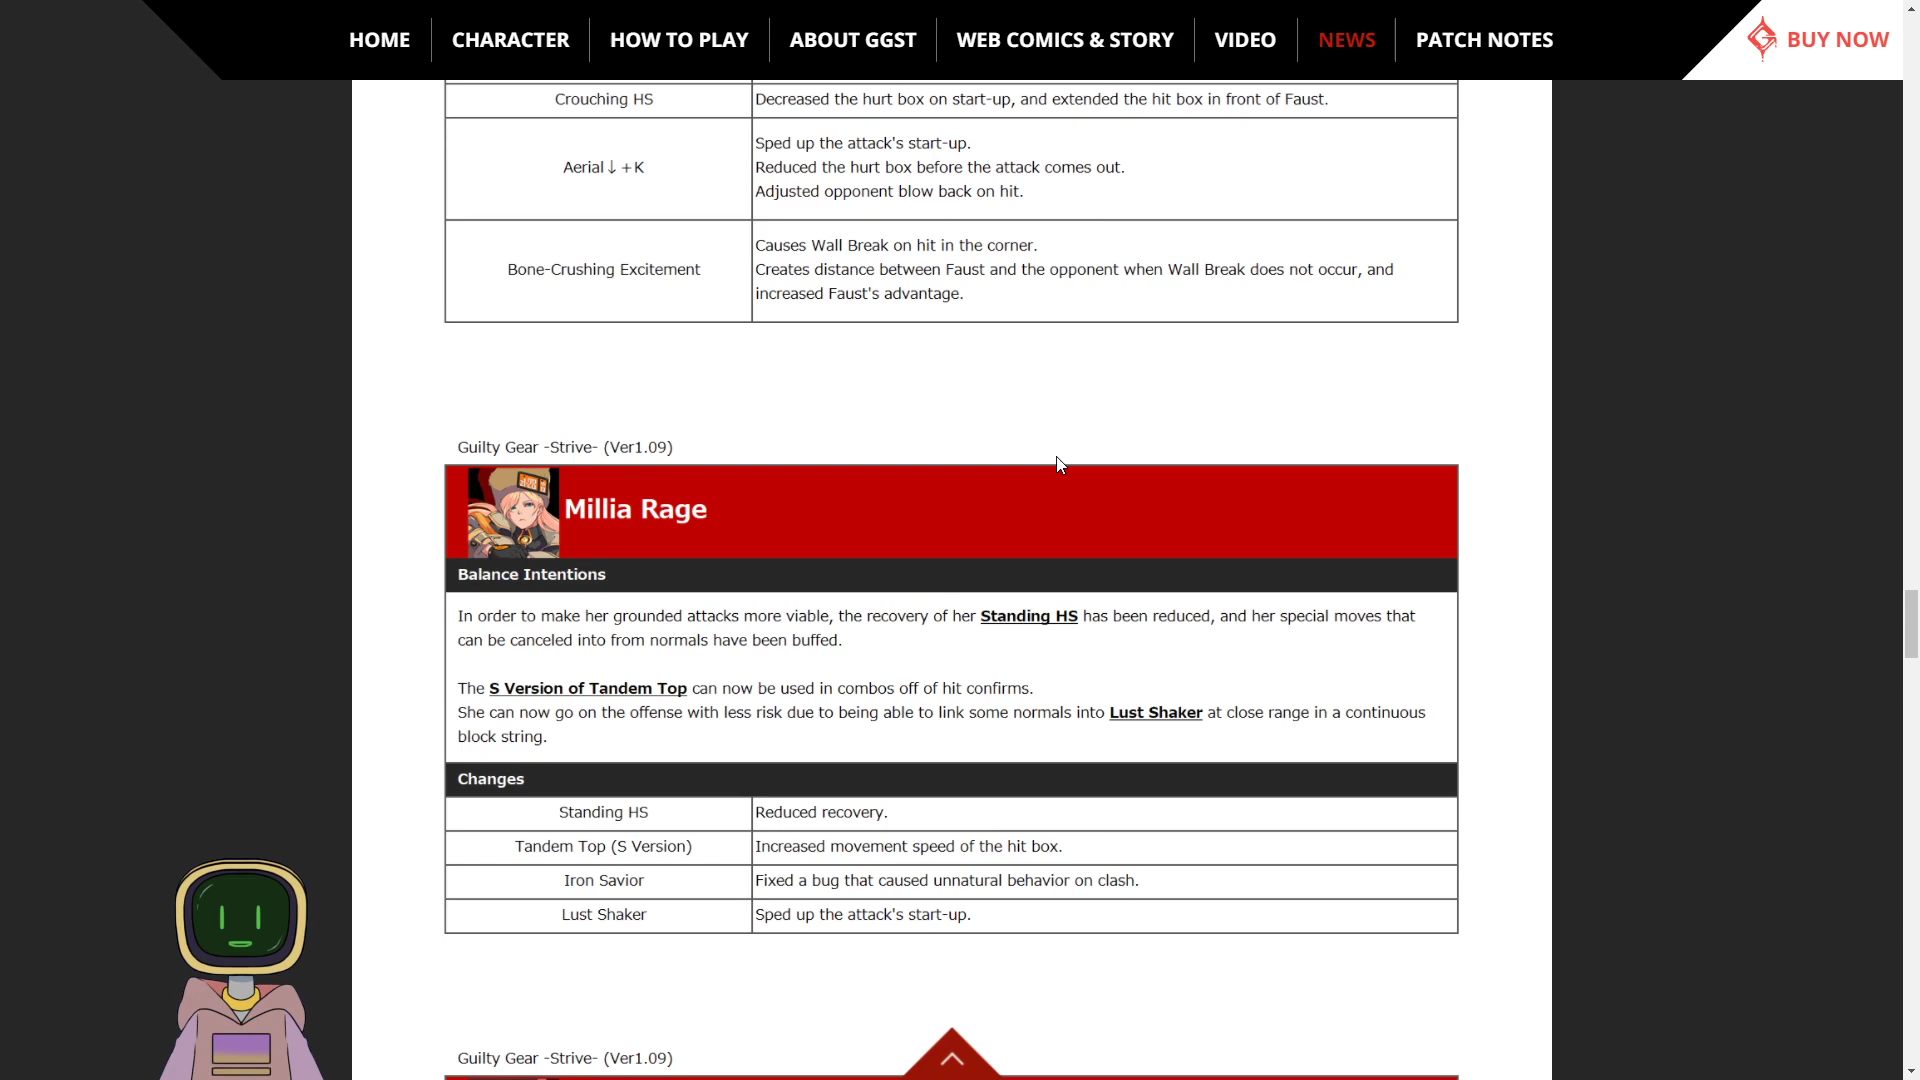 HOME CHARACTER HOW TO PLAY ABOUT GGST WEB COMICS & STORY VIDEO NEWS PATCH NOTES BUY NOW
Crouching HS Decreased the hurt box on start-up, and extended the hit box in front of Faust.
Aerial↓+K
Sped up the attack's start-up.
Reduced the hurt box before the attack comes out.
Adjusted opponent blow back on hit.
Bone-Crushing Excitement
Causes Wall Break on hit in the corner.
Creates distance between Faust and the opponent when Wall Break does not occur, and
increased Faust's advantage.
Guilty Gear -Strive- (Ver1.09)
Millia Rage
Balance Intentions
In order to make her grounded attacks more viable, the recovery of her Standing HS has been reduced, and her special moves that
can be canceled into from normals have been buffed.
The S Version of Tandem Top can now be used in combos off of hit confirms.
She can now go on the offense with less risk due to being able to link some normals into Lust Shaker at close range in a continuous
block string.
Changes
Standing HS Reduced recovery.
Tandem Top (S Version) Increased movement speed of the hit box.
Iron Savior Fixed a bug that caused unnatural behavior on clash.
Lust Shaker Sped up the attack's start-up.
Guilty Gear -Strive- (Ver1.09)